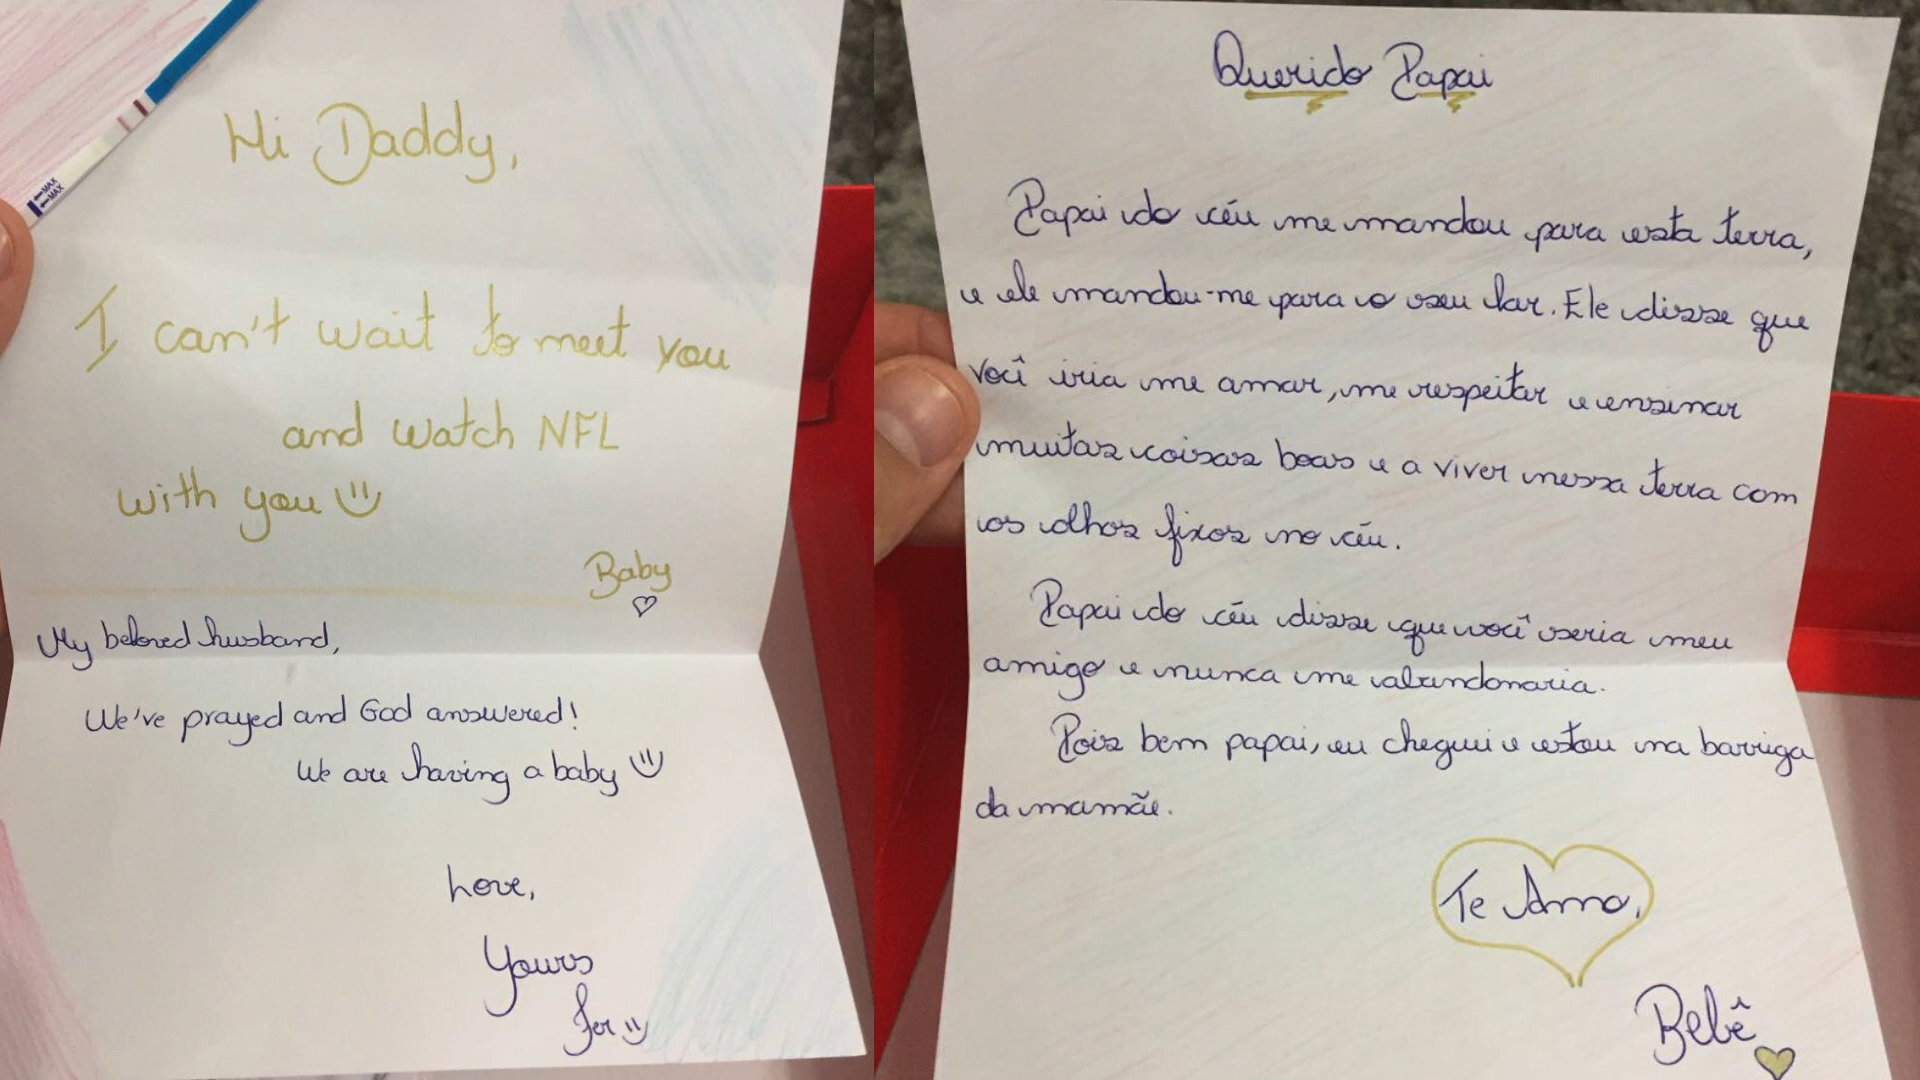 MAX
MAX
Hi Daddy,
I can't wait to meet you
and watch NFL
with you
Baby
My beloved husband,
We've prayed and God answered!
We are having a baby
Love,
Yours
Fer
Querido Papai
Papai do céu me mandou para esta terra,
e ele mandou-me para o seu lar. Ele disse que
você iria me amar, me respeitar e ensinar
muitas coisas boas e a viver nessa terra com
os olhos fixos no céu.
Papai do céu disse que você seria meu
amigo e nunca me abandonaria.
Pois bem papai, eu cheguei e estou na barriga
da mamãe.
Te Amo,
Bebê